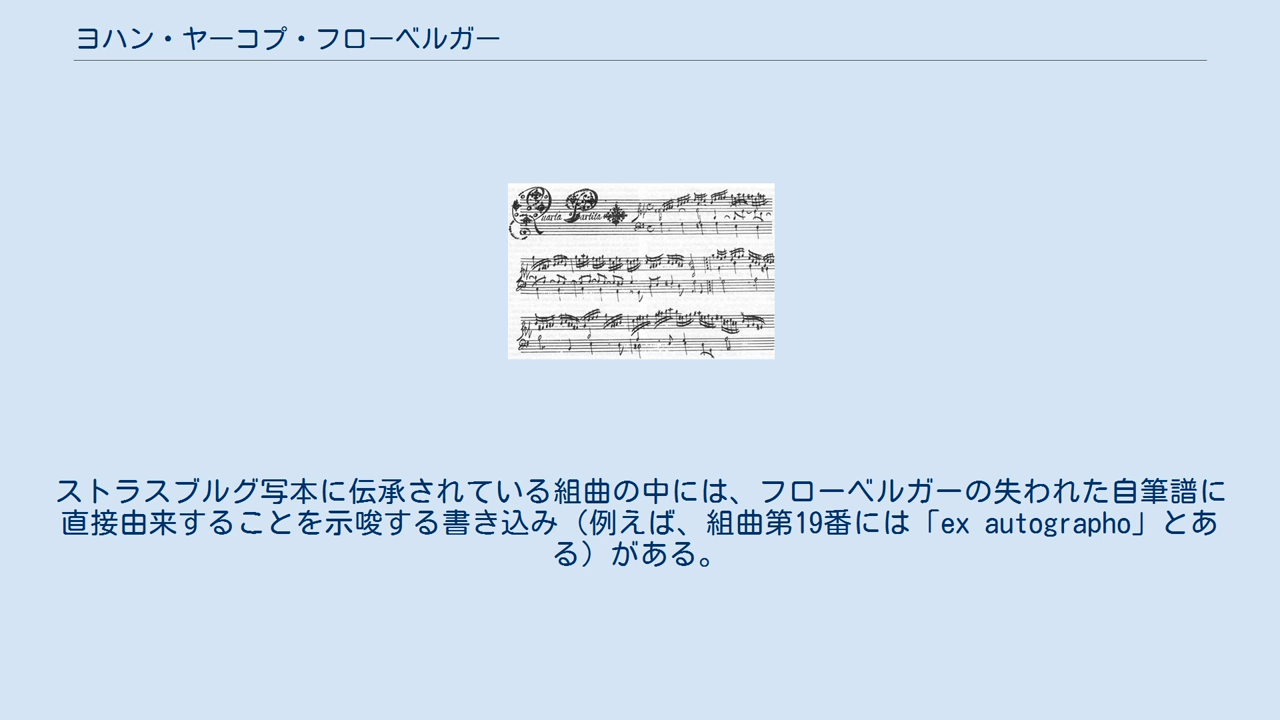 ヨハン・ヤーコプ・フローベルガー
Quarta Partita
ストラスブルグ写本に伝承されている組曲の中には、フローベルガーの失われた自筆譜に
直接由来することを示唆する書き込み（例えば、組曲第19番には「ex autographo」とあ
る）がある。